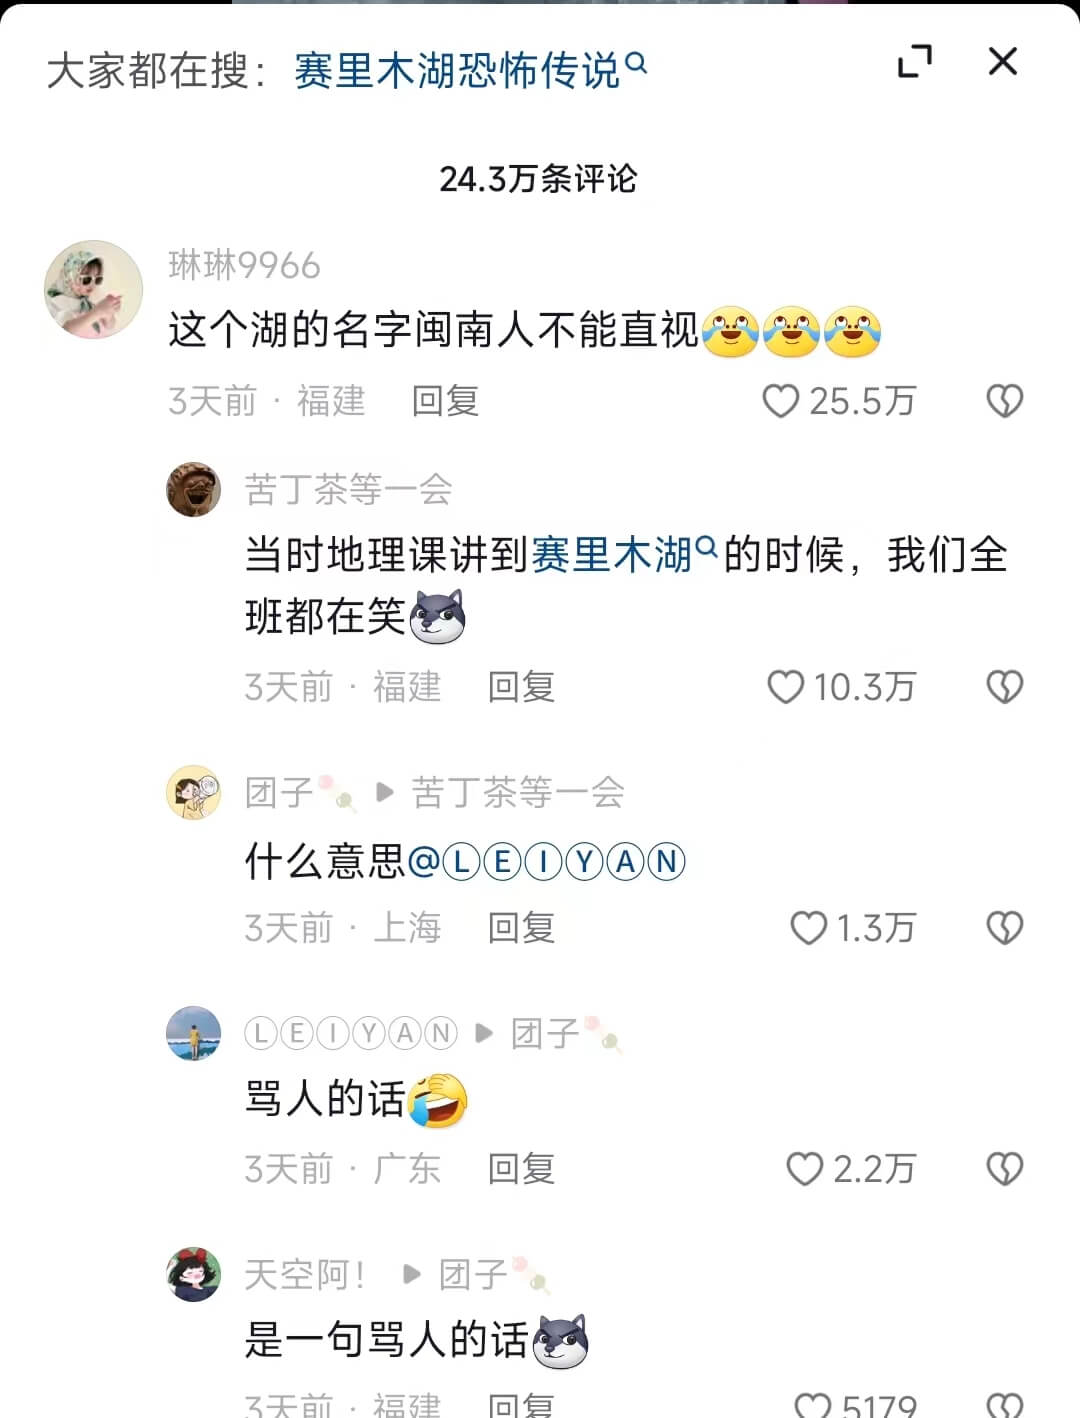 大家都在搜：赛里木湖恐怖传说
24.3万条评论
琳琳9966
这个湖的名字闽南人不能直视
3天前 · 福建 回复 25.5万
苦丁茶等一会
当时地理课讲到赛里木湖的时候，我们全
班都在笑
3天前 · 福建 回复 10.3万
团子 ▶ 苦丁茶等一会
什么意思@ⓁⒺⒾⓎⒶⓃ
3天前 · 上海 回复 1.3万
ⓁⒺⒾⓎⒶⓃ ▶ 团子
骂人的话
3天前 · 广东 回复 2.2万
天空阿！ ▶ 团子
是一句骂人的话
3天前 · 福建 回复 5179